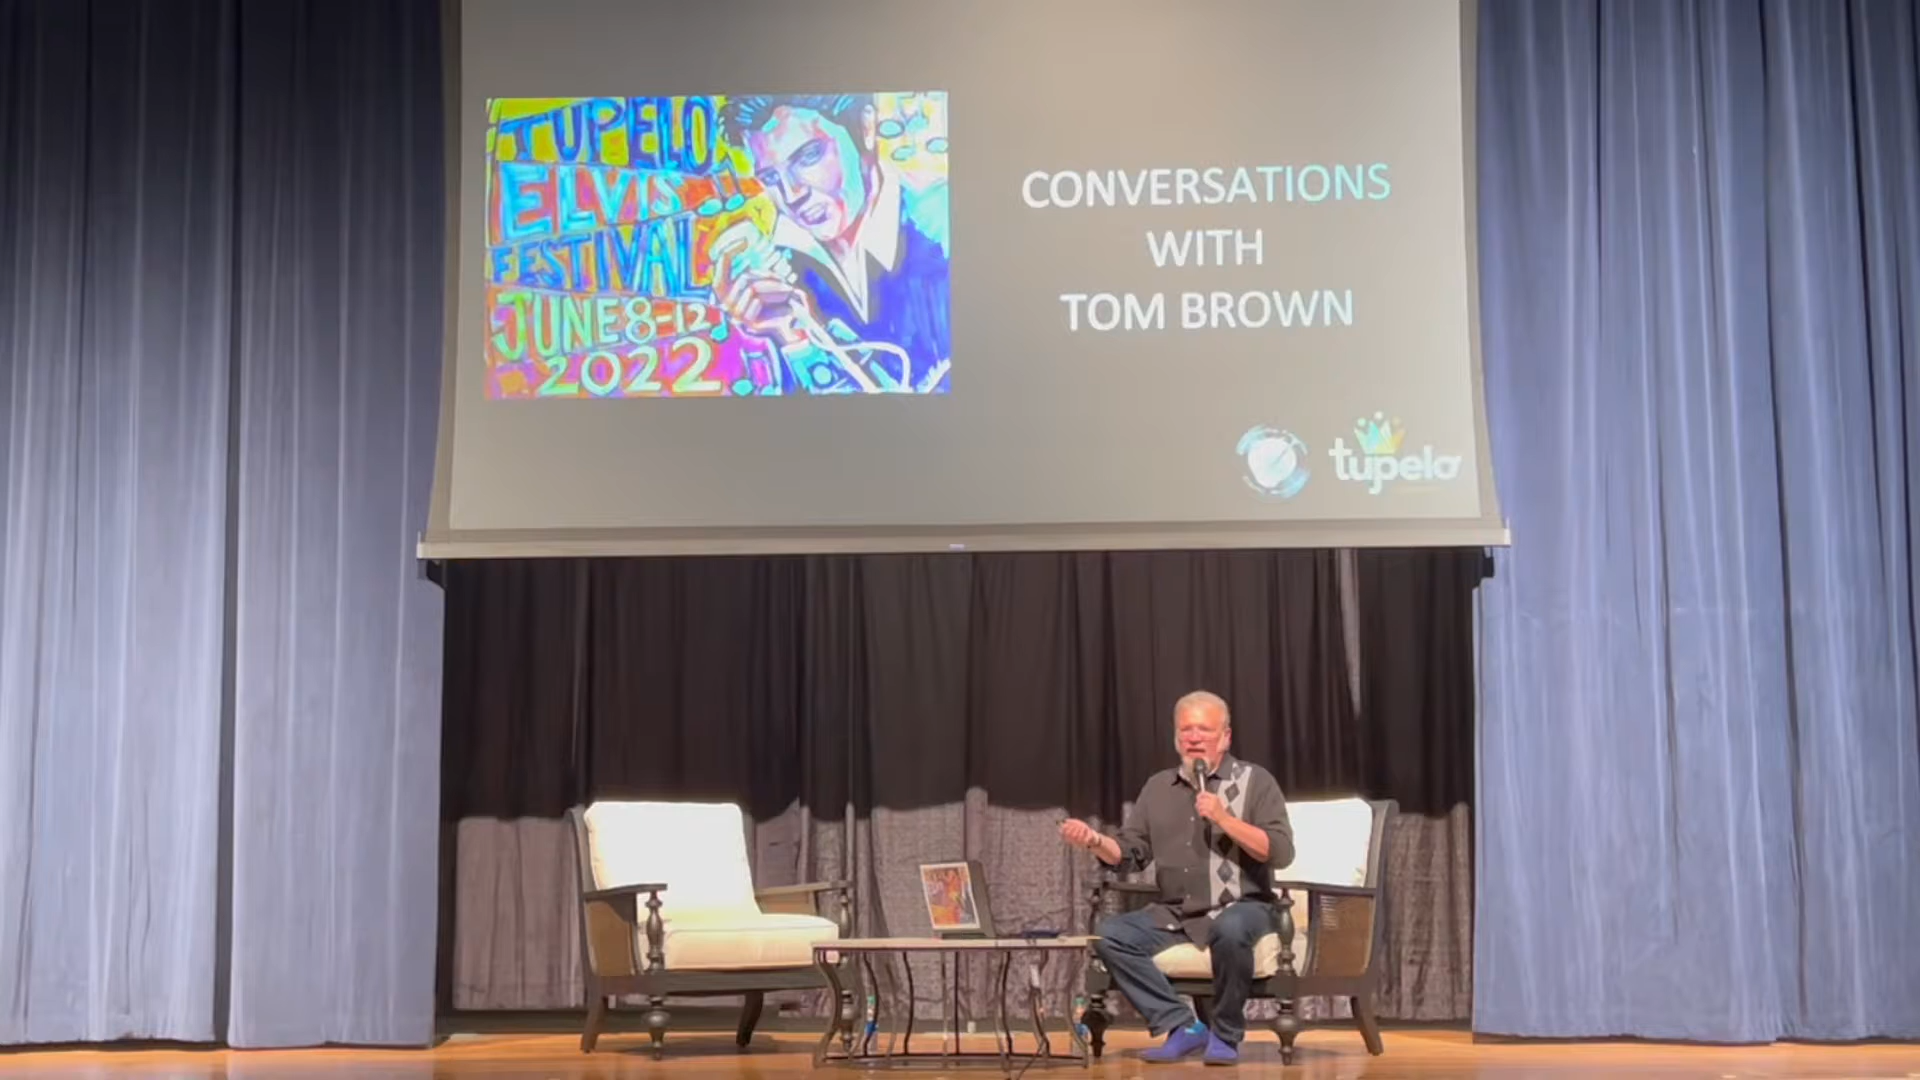 TUPELO
ELVIS
FESTIVAL
JUNE 8-12
2022
CONVERSATIONS
WITH
TOM BROWN
tupelo